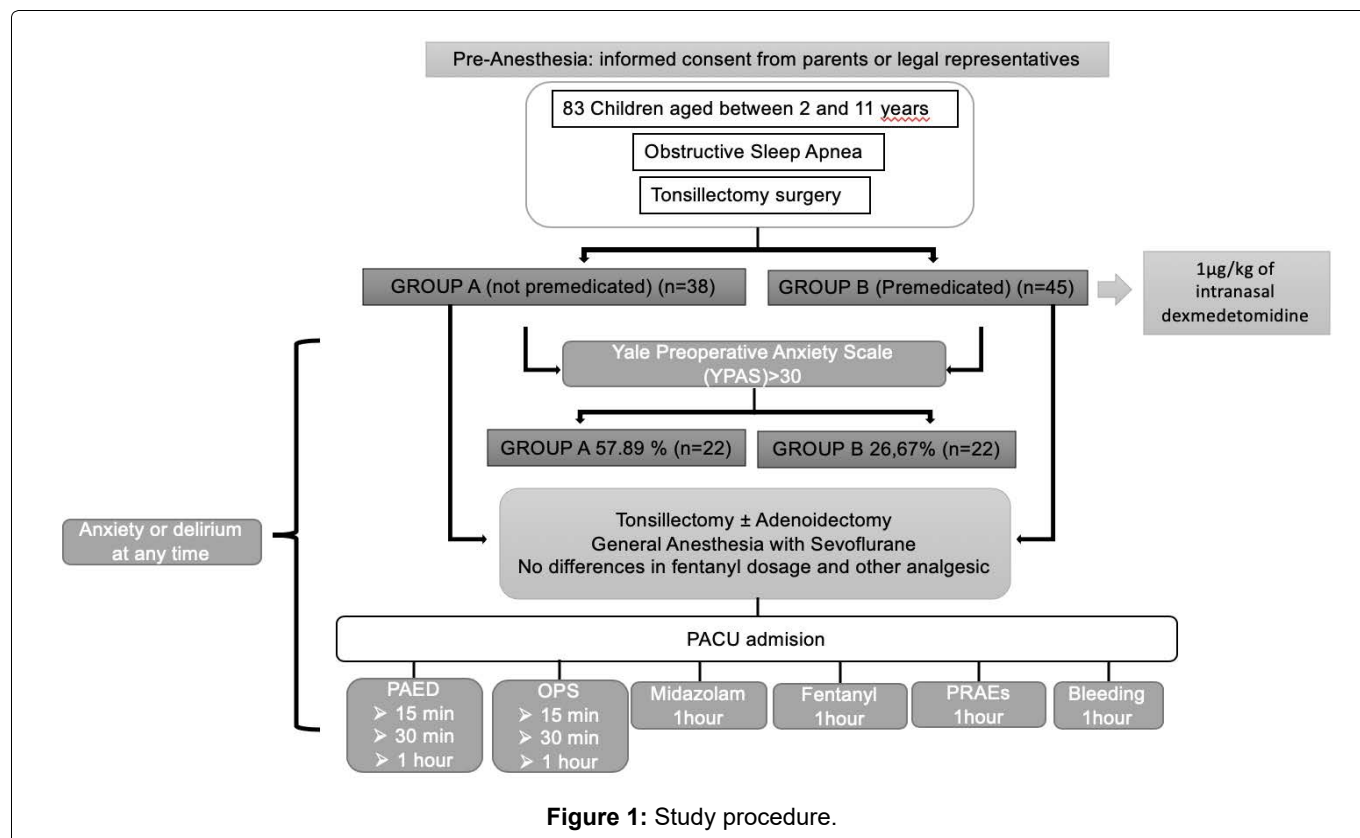 Pre-Anesthesia: informed consent from parents or legal representatives
83 Children aged between 2 and 11 years
Obstructive Sleep Apnea
Tonsillectomy surgery
GROUP A (not premedicated) (n=38)
GROUP B (Premedicated) (n=45)
1µg/kg of
intranasal
dexmedetomidine
Yale Preoperative Anxiety Scale
(YPAS)>30
GROUP A 57.89 % (n=22)
GROUP B 26,67% (n=22)
Anxiety or delirium
at any time
Tonsillectomy ± Adenoidectomy
General Anesthesia with Sevoflurane
No differences in fentanyl dosage and other analgesic
PACU admision
PAED
➢ 15 min
➢ 30 min
➢ 1 hour
OPS
➢ 15 min
➢ 30 min
➢ 1 hour
Midazolam
1hour
Fentanyl
1hour
PRAEs
1hour
Bleeding
1hour
Figure 1: Study procedure.